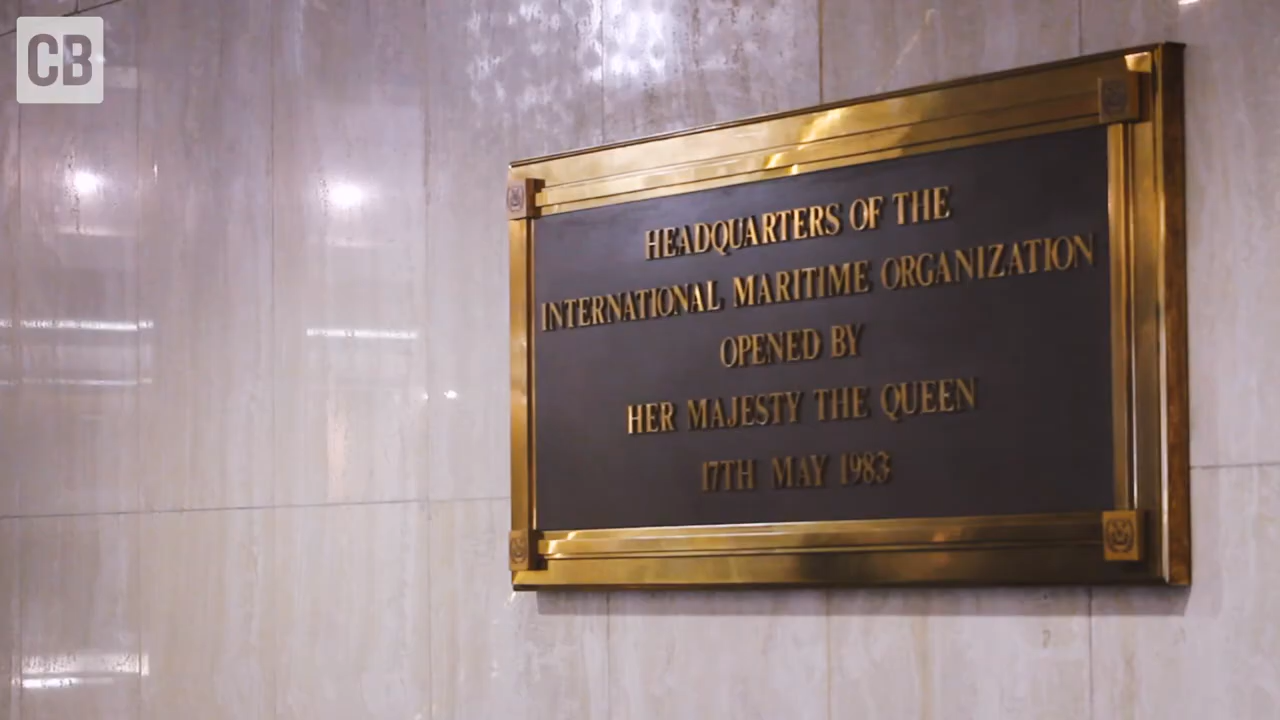 CB
HEADQUARTERS OF THE
INTERNATIONAL MARITIME ORGANIZATION
OPENED BY
HER MAJESTY THE QUEEN
17TH MAY 1983